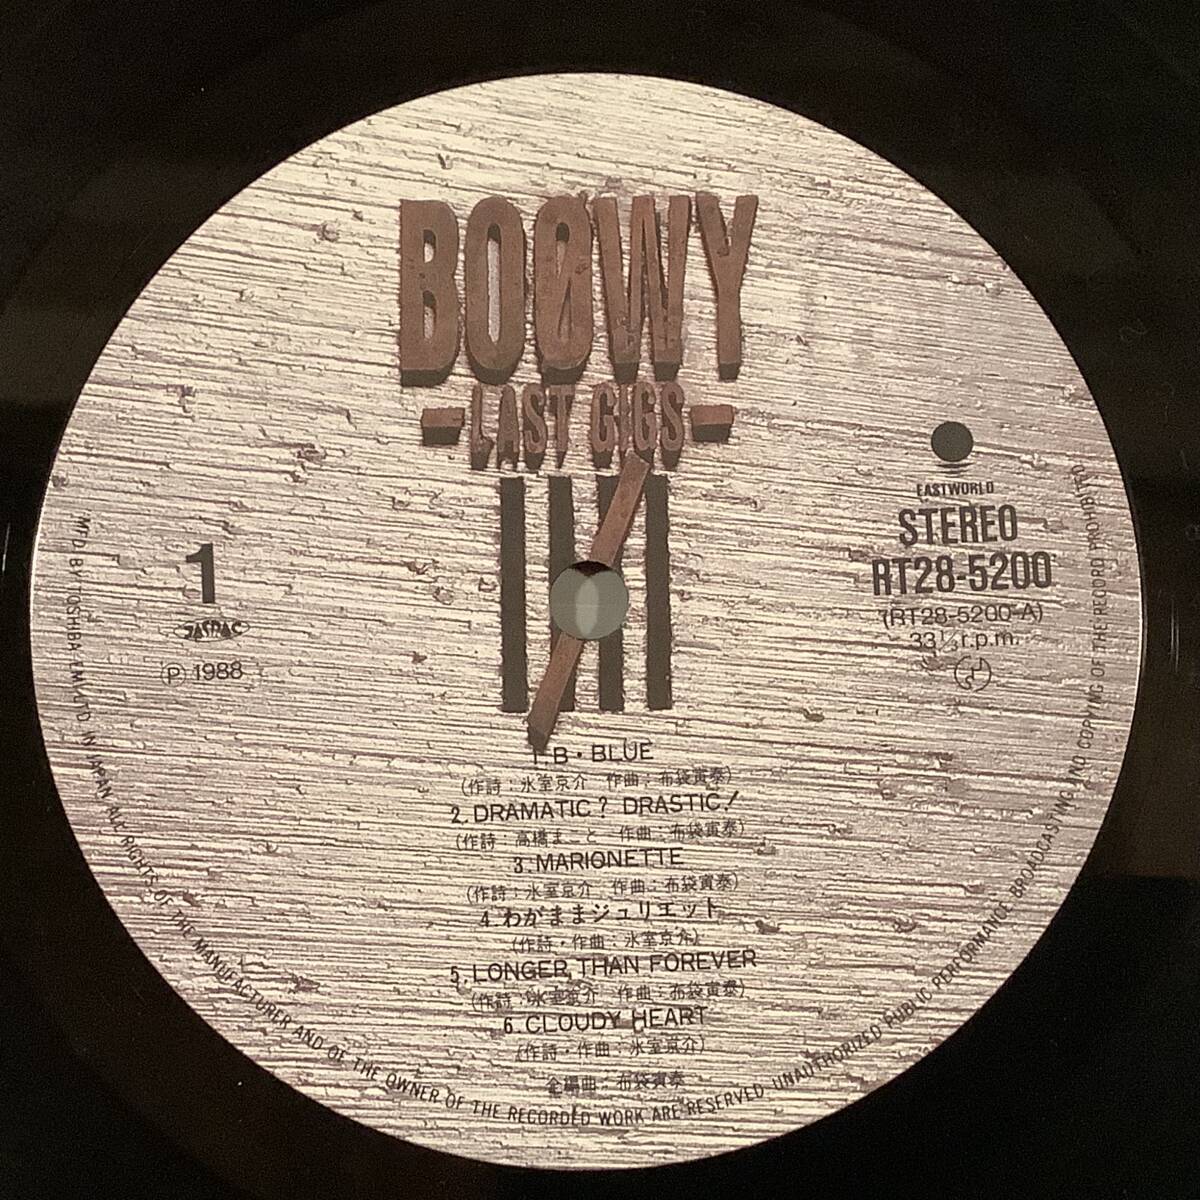 BOØWY
-LAST GIGS-
1
JASRAC
Ⓟ 1988
EASTWORLD
STEREO
RT28-5200
(RT28-5200-A)
33⅓ r.p.m.
1. B・BLUE
(作詩：氷室京介 作曲：布袋寅泰)
2. DRAMATIC? DRASTIC!
(作詩：高橋まこと 作曲：布袋寅泰)
3. MARIONETTE
(作詩：氷室京介 作曲：布袋寅泰)
4. わがままジュリエット
(作詩・作曲：氷室京介)
5. LONGER THAN FOREVER
(作詩：氷室京介 作曲：布袋寅泰)
6. CLOUDY HEART
(作詩・作曲：氷室京介)
全編曲：布袋寅泰
MFD. BY TOSHIBA-EMI LTD. IN JAPAN ALL RIGHTS OF THE MANUFACTURER AND OF THE OWNER OF THE RECORDED WORK ARE RESERVED. UNAUTHORIZED PUBLIC PERFORMANCE, BROADCASTING AND COPYING OF THE RECORD PROHIBITED